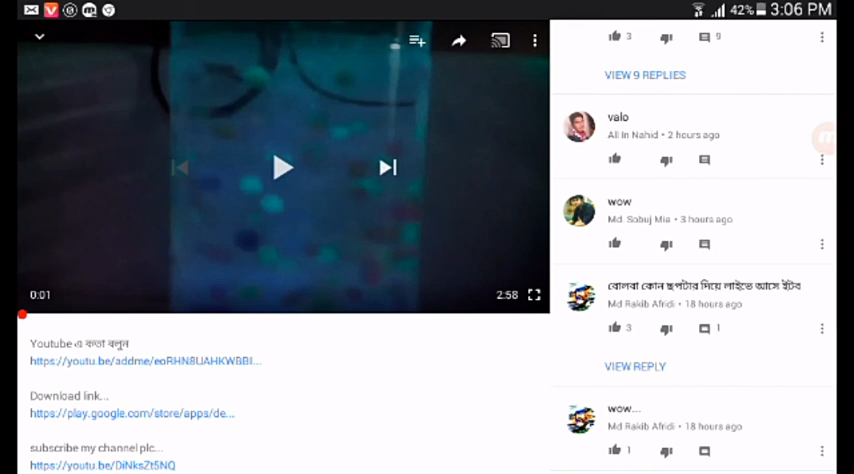 42% 3:06 PM
0:01
2:58
Youtube এ কতা বলুন
https://youtu.be/addme/eoRHN8UAHKWBBI...
Download link...
https://play.google.com/store/apps/de...
subscribe my channel plc...
https://youtu.be/DiNksZt5NQ
3 9
VIEW 9 REPLIES
valo
All In Nahid • 2 hours ago
wow
Md. Sobuj Mia • 3 hours ago
বোলবা কোন ছপটার দিয়ে লাইভে আসে ইটব
Md Rakib Afridi • 18 hours ago
3 1
VIEW REPLY
wow...
Md Rakib Afridi • 18 hours ago
1